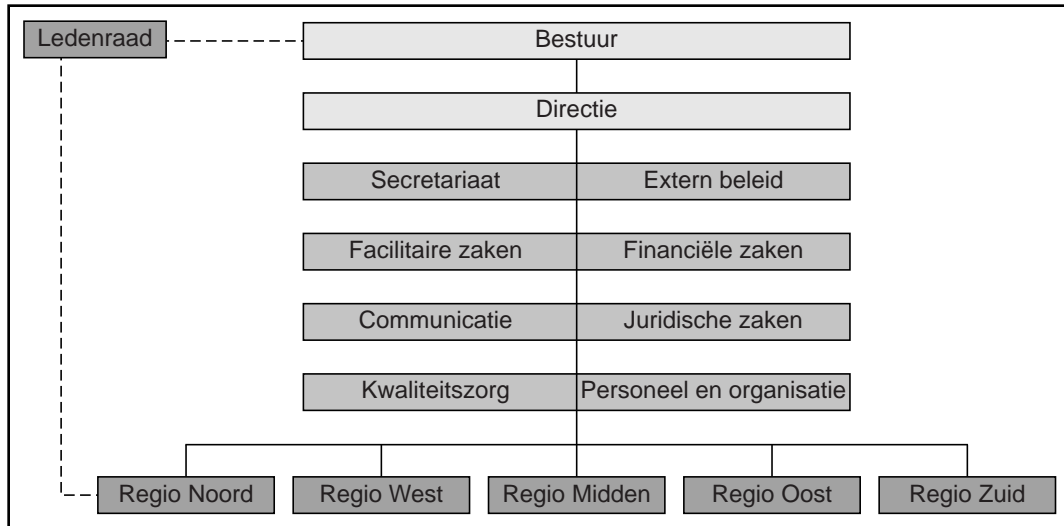 Ledenraad
Bestuur
Directie
Secretariaat
Extern beleid
Facilitaire zaken
Financiële zaken
Communicatie
Juridische zaken
Kwaliteitszorg
Personeel en organisatie
Regio Noord
Regio West
Regio Midden
Regio Oost
Regio Zuid